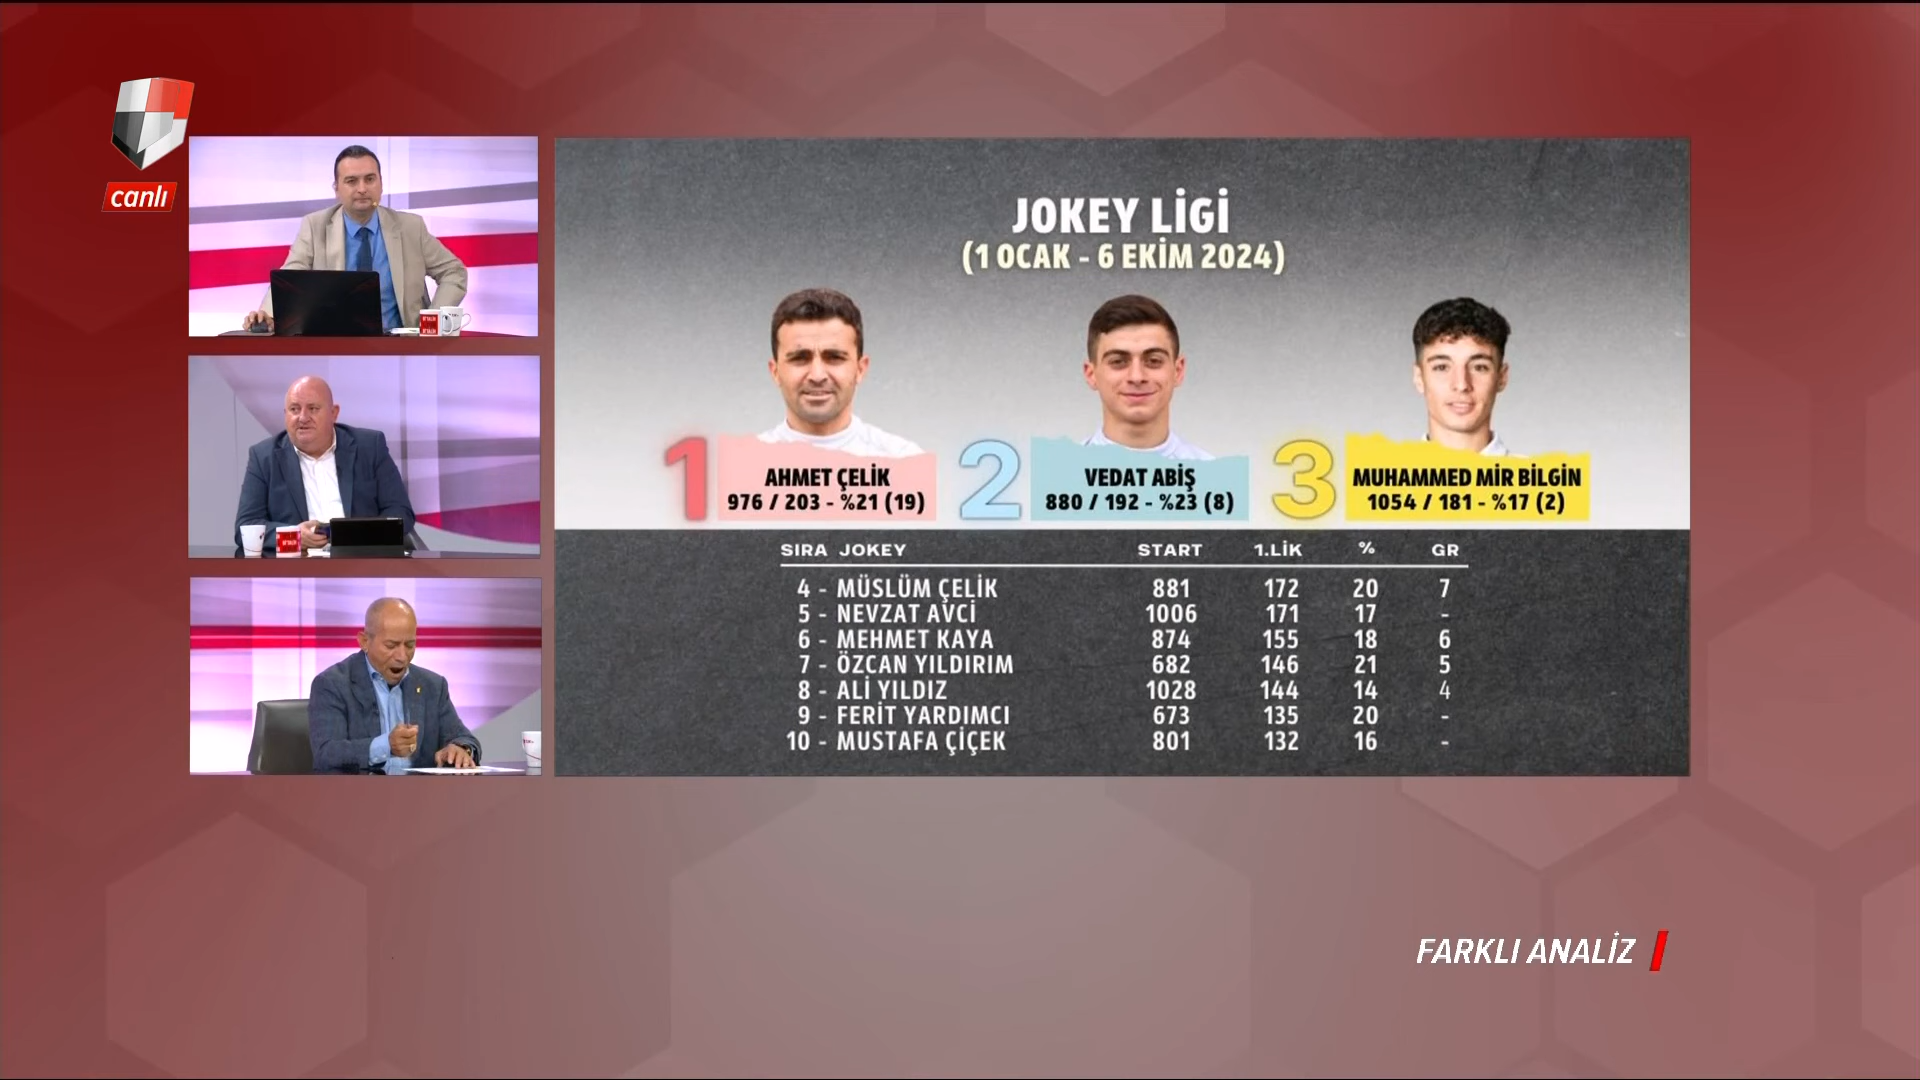 canlı
JOKEY LİGİ
(1 OCAK - 6 EKİM 2024)
1
AHMET ÇELİK
976 / 203 - %21 (19)
2
VEDAT ABİŞ
880 / 192 - %23 (8)
3
MUHAMMED MİR BİLGİN
1054 / 181 - %17 (2)
SIRA JOKEY START 1.LİK % GR
4 - MÜSLÜM ÇELİK 881 172 20 7
5 - NEVZAT AVCİ 1006 171 17 -
6 - MEHMET KAYA 874 155 18 6
7 - ÖZCAN YILDIRIM 682 146 21 5
8 - ALİ YILDIZ 1028 144 14 4
9 - FERİT YARDIMCI 673 135 20 -
10 - MUSTAFA ÇİÇEK 801 132 16 -
FARKLI ANALİZ